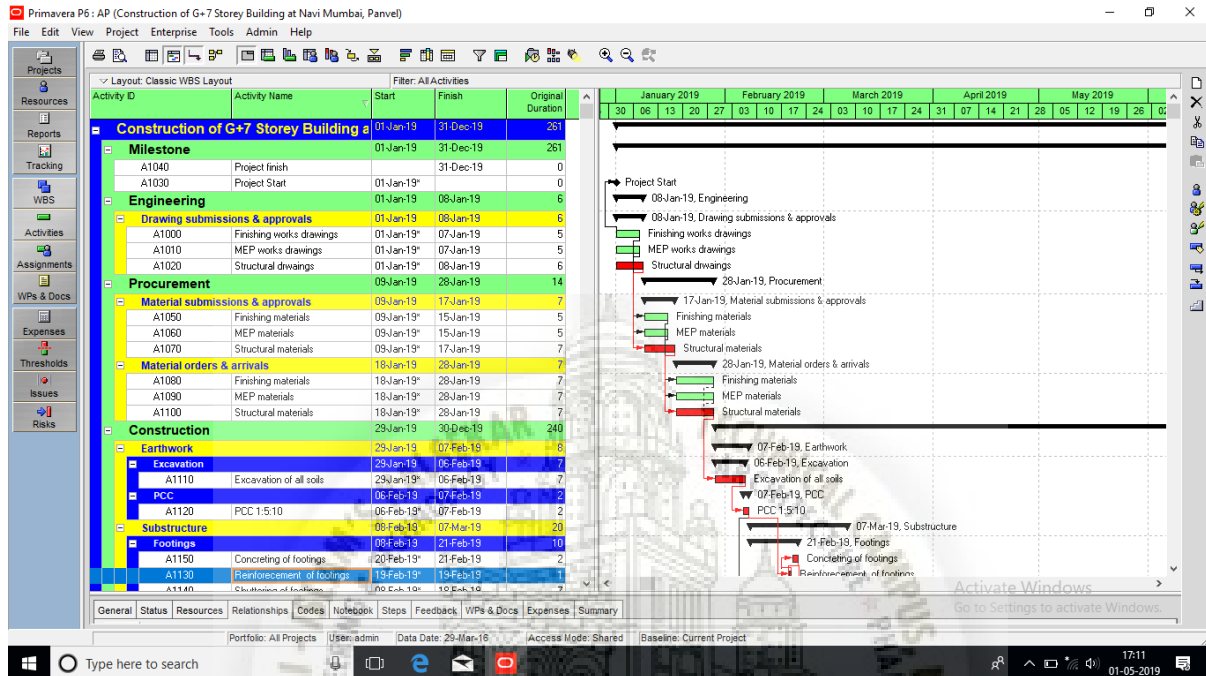 Primavera P6 : AP (Construction of G+7 Storey Building at Navi Mumbai, Panvel)
File Edit View Project Enterprise Tools Admin Help
Projects
Resources
Reports
Tracking
WBS
Activities
Assignments
WPs & Docs
Expenses
Thresholds
Issues
Risks
Layout: Classic WBS Layout Filter: All Activities
Activity ID Activity Name Start Finish Original Duration
Construction of G+7 Storey Building a 01-Jan-19 31-Dec-19 261
Milestone 01-Jan-19 31-Dec-19 261
A1040 Project finish 31-Dec-19 0
A1030 Project Start 01-Jan-19* 0
Engineering 01-Jan-19 08-Jan-19 6
Drawing submissions & approvals 01-Jan-19 08-Jan-19 6
A1000 Finishing works drawings 01-Jan-19* 07-Jan-19 5
A1010 MEP works drawings 01-Jan-19* 07-Jan-19 5
A1020 Structural drwaings 01-Jan-19* 08-Jan-19 6
Procurement 09-Jan-19 28-Jan-19 14
Material submissions & approvals 09-Jan-19 17-Jan-19 7
A1050 Finishing materials 09-Jan-19* 15-Jan-19 5
A1060 MEP materials 09-Jan-19* 15-Jan-19 5
A1070 Structural materials 09-Jan-19* 17-Jan-19 7
Material orders & arrivals 18-Jan-19 28-Jan-19 7
A1080 Finishing materials 18-Jan-19* 28-Jan-19 7
A1090 MEP materials 18-Jan-19* 28-Jan-19 7
A1100 Structural materials 18-Jan-19* 28-Jan-19 7
Construction 29-Jan-19 30-Dec-19 240
Earthwork 29-Jan-19 07-Feb-19 8
Excavation 29-Jan-19 06-Feb-19 7
A1110 Excavation of all soils 29-Jan-19* 06-Feb-19 7
PCC 06-Feb-19 07-Feb-19 2
A1120 PCC 1:5:10 06-Feb-19* 07-Feb-19 2
Substructure 08-Feb-19 07-Mar-19 20
Footings 08-Feb-19 21-Feb-19 10
A1150 Concreting of footings 20-Feb-19* 21-Feb-19 2
A1130 Reinforecement of footings 19-Feb-19* 19-Feb-19 1
A1140 Shuttering of footings 08-Feb-19* 18-Feb-19 7
January 2019 February 2019 March 2019 April 2019 May 2019
30 06 13 20 27 03 10 17 24 03 10 17 24 31 07 14 21 28 05 12 19 26 02
Project Start
08-Jan-19, Engineering
08-Jan-19, Drawing submissions & approvals
Finishing works drawings
MEP works drawings
Structural drwaings
28-Jan-19, Procurement
17-Jan-19, Material submissions & approvals
Finishing materials
MEP materials
Structural materials
28-Jan-19, Material orders & arrivals
Finishing materials
MEP materials
Structural materials
07-Feb-19, Earthwork
06-Feb-19, Excavation
Excavation of all soils
07-Feb-19, PCC
PCC 1:5:10
07-Mar-19, Substructure
21-Feb-19, Footings
Concreting of footings
Reinforecement of footings
Activate Windows
Go to Settings to activate Windows.
General Status Resources Relationships Codes Notebook Steps Feedback WPs & Docs Expenses Summary
Portfolio: All Projects User: admin Data Date: 29-Mar-16 Access Mode: Shared Baseline: Current Project
Type here to search
17:11
01-05-2019